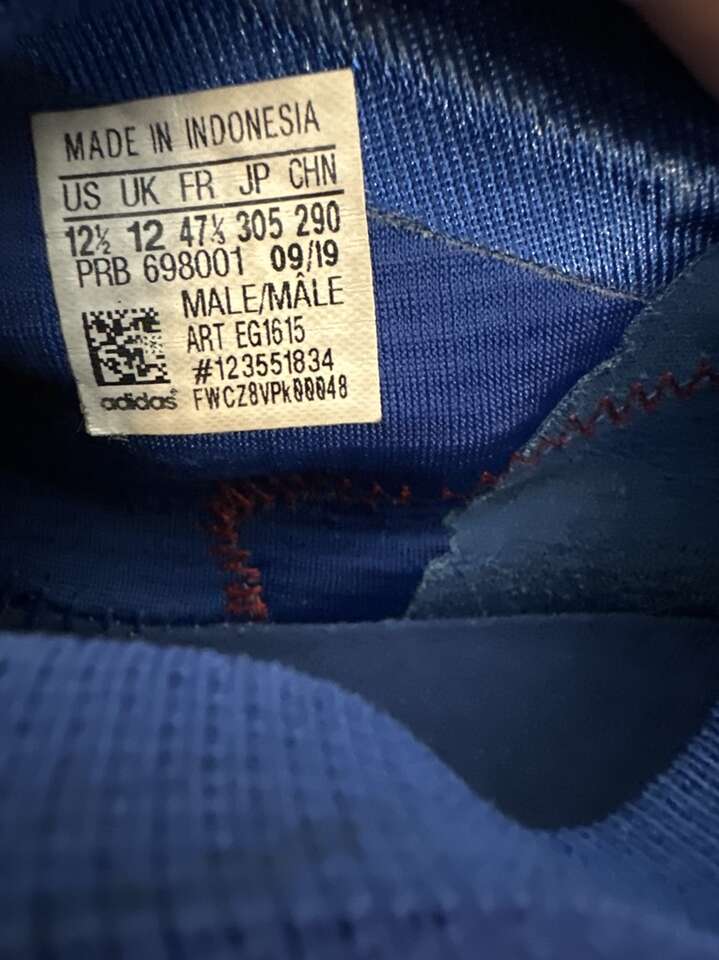 MADE IN INDONESIA
US UK FR JP CHN
12½ 12 47⅓ 305 290
PRB 698001 09/19
MALE/MÂLE
ART EG1615
#123551834
adidas FWCZ8VPk00048